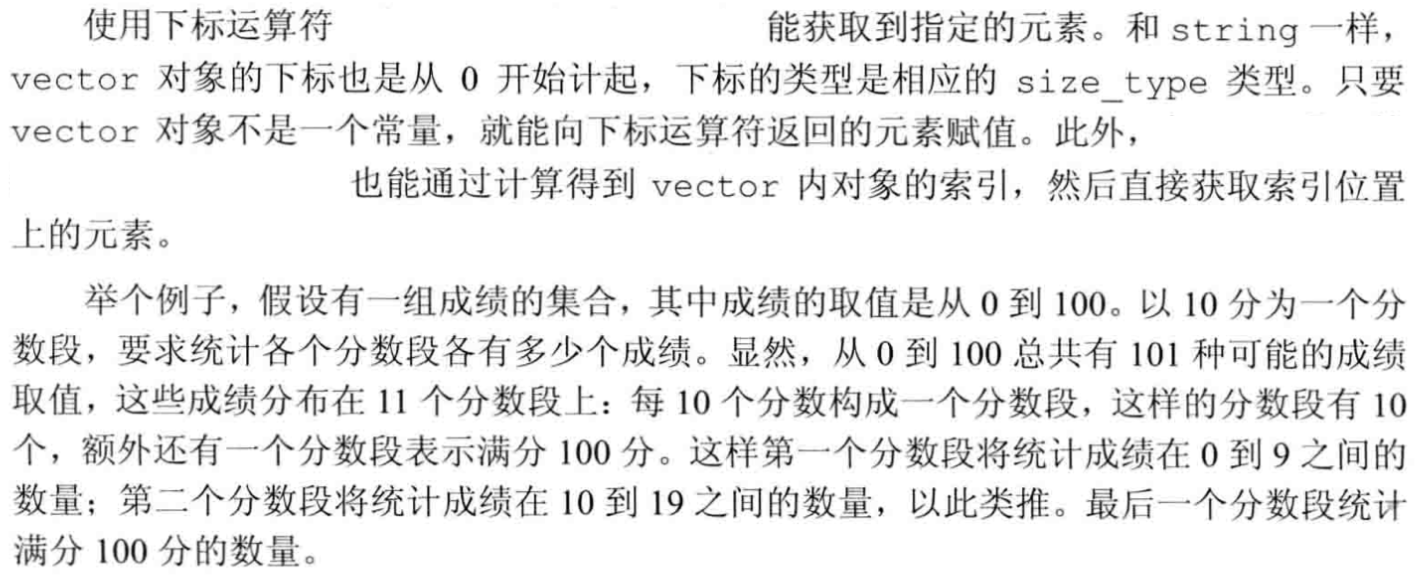 使用下标运算符 能获取到指定的元素。和 string 一样，
vector 对象的下标也是从 0 开始计起，下标的类型是相应的 size_type 类型。只要
vector 对象不是一个常量，就能向下标运算符返回的元素赋值。此外，
也能通过计算得到 vector 内对象的索引，然后直接获取索引位置
上的元素。
举个例子，假设有一组成绩的集合，其中成绩的取值是从 0 到 100。以 10 分为一个分
数段，要求统计各个分数段各有多少个成绩。显然，从 0 到 100 总共有 101 种可能的成绩
取值，这些成绩分布在 11 个分数段上：每 10 个分数构成一个分数段，这样的分数段有 10
个，额外还有一个分数段表示满分 100 分。这样第一个分数段将统计成绩在 0 到 9 之间的
数量；第二个分数段将统计成绩在 10 到 19 之间的数量，以此类推。最后一个分数段统计
满分 100 分的数量。